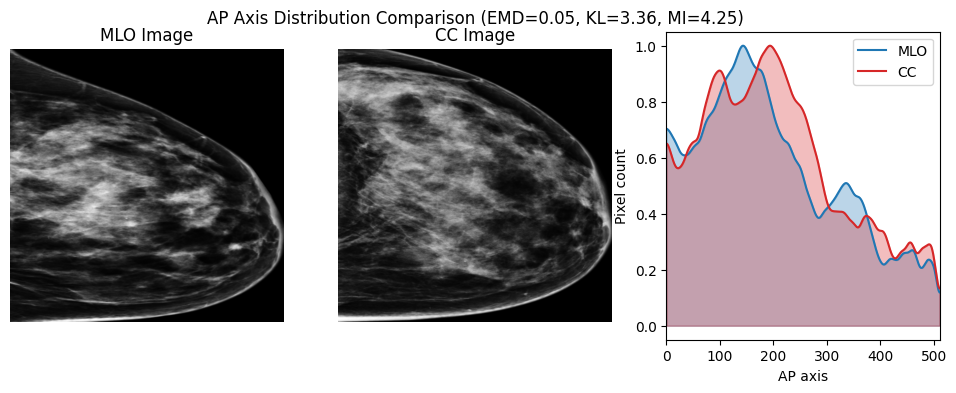 AP Axis Distribution Comparison (EMD=0.05, KL=3.36, MI=4.25)
MLO Image
CC Image
MLO
CC
Pixel count
1.0
0.8
0.6
0.4
0.2
0.0
0 100 200 300 400 500
AP axis